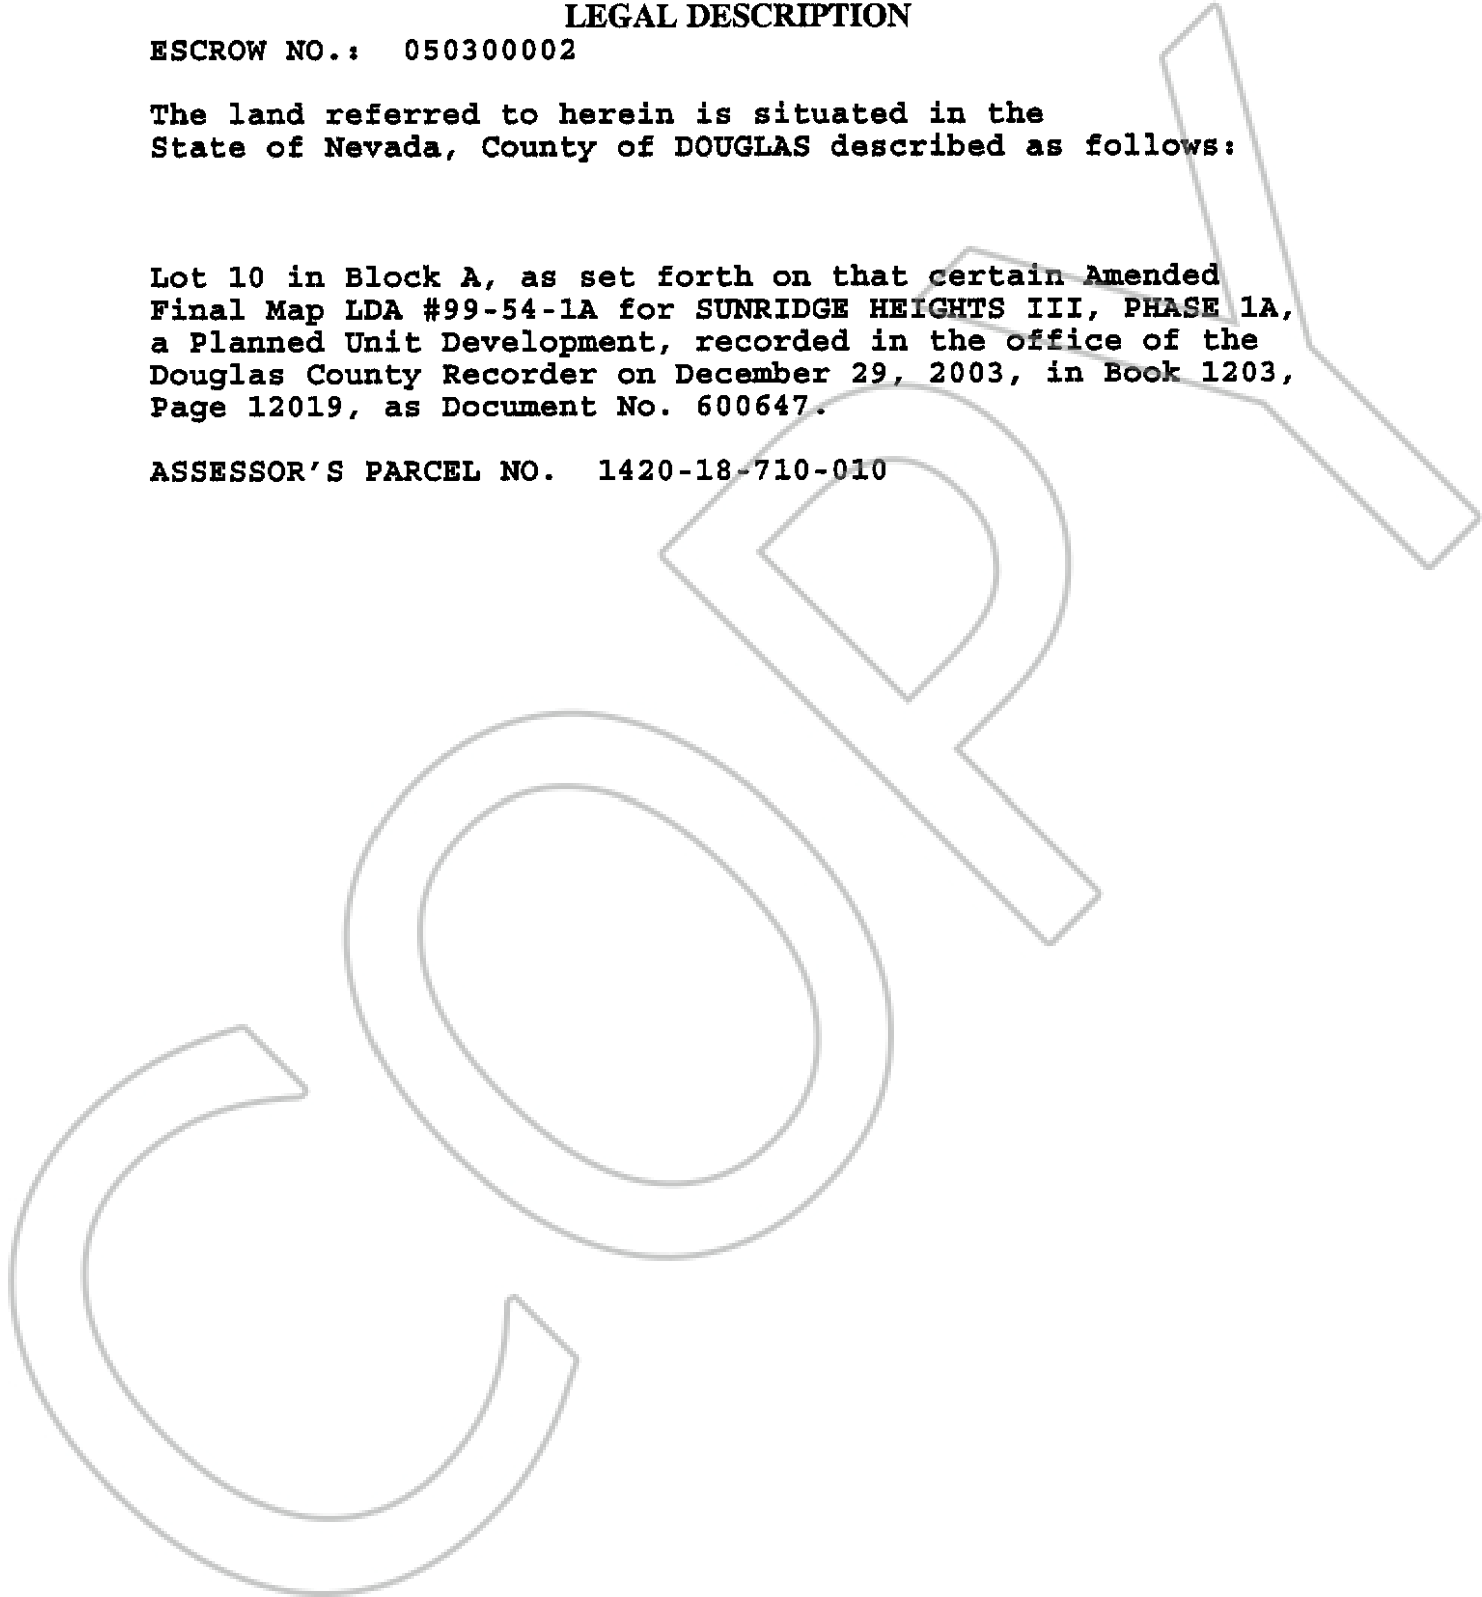 LEGAL DESCRIPTION
ESCROW NO.: 050300002
The land referred to herein is situated in the
State of Nevada, County of DOUGLAS described as follows:
Lot 10 in Block A, as set forth on that certain Amended
Final Map LDA #99-54-1A for SUNRIDGE HEIGHTS III, PHASE 1A,
a Planned Unit Development, recorded in the office of the
Douglas County Recorder on December 29, 2003, in Book 1203,
Page 12019, as Document No. 600647.
ASSESSOR'S PARCEL NO. 1420-18-710-010
COPY